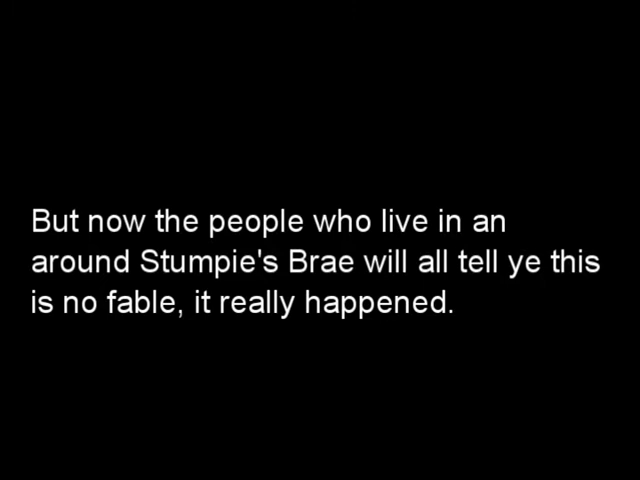 But now the people who live in an
around Stumpie's Brae will all tell ye this
is no fable, it really happened.